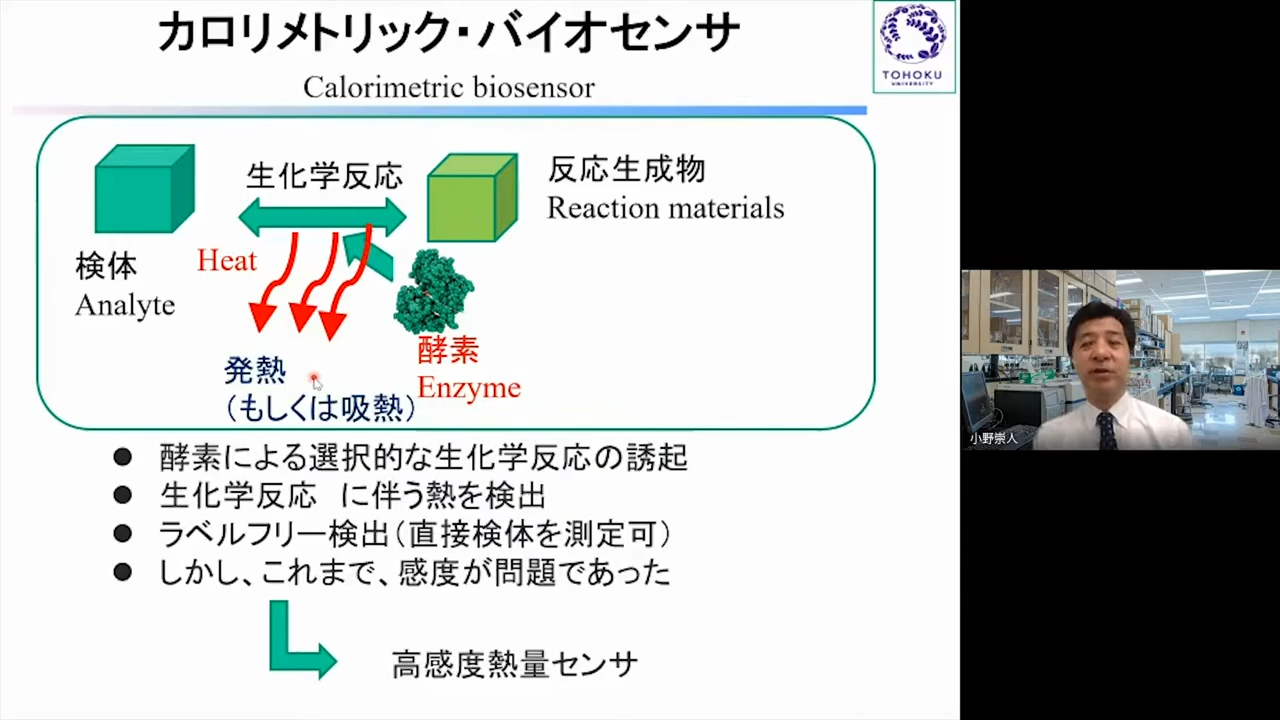 カロリメトリック・バイオセンサ
Calorimetric biosensor
TOHOKU
UNIVERSITY
生化学反応
反応生成物
Reaction materials
検体
Analyte
Heat
発熱
（もしくは吸熱）
酵素
Enzyme
● 酵素による選択的な生化学反応の誘起
● 生化学反応　に伴う熱を検出
● ラベルフリー検出（直接検体を測定可）
● しかし、これまで、感度が問題であった
高感度熱量センサ
小野崇人